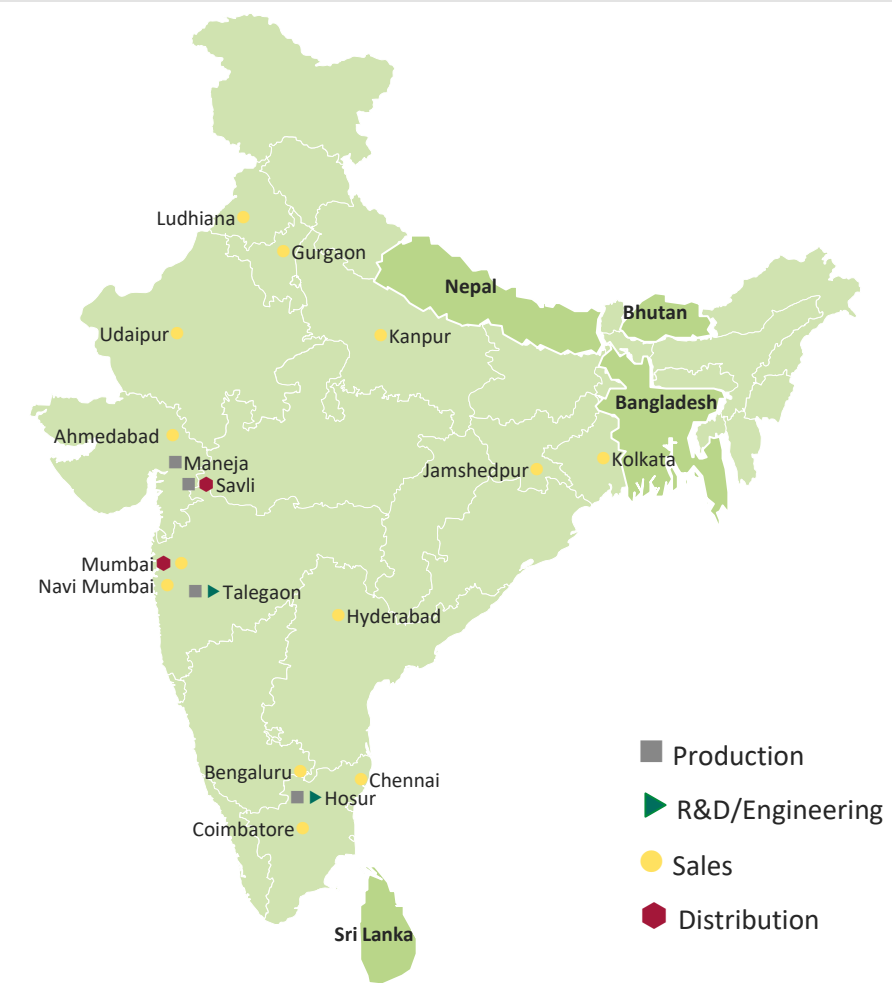 Ludhiana
Gurgaon
Nepal
Bhutan
Udaipur
Kanpur
Bangladesh
Ahmedabad
Maneja
Kolkata
Jamshedpur
Savli
Mumbai
Navi Mumbai
Talegaon
Hyderabad
Bengaluru
Chennai
Hosur
Coimbatore
Sri Lanka
Production
R&D/Engineering
Sales
Distribution